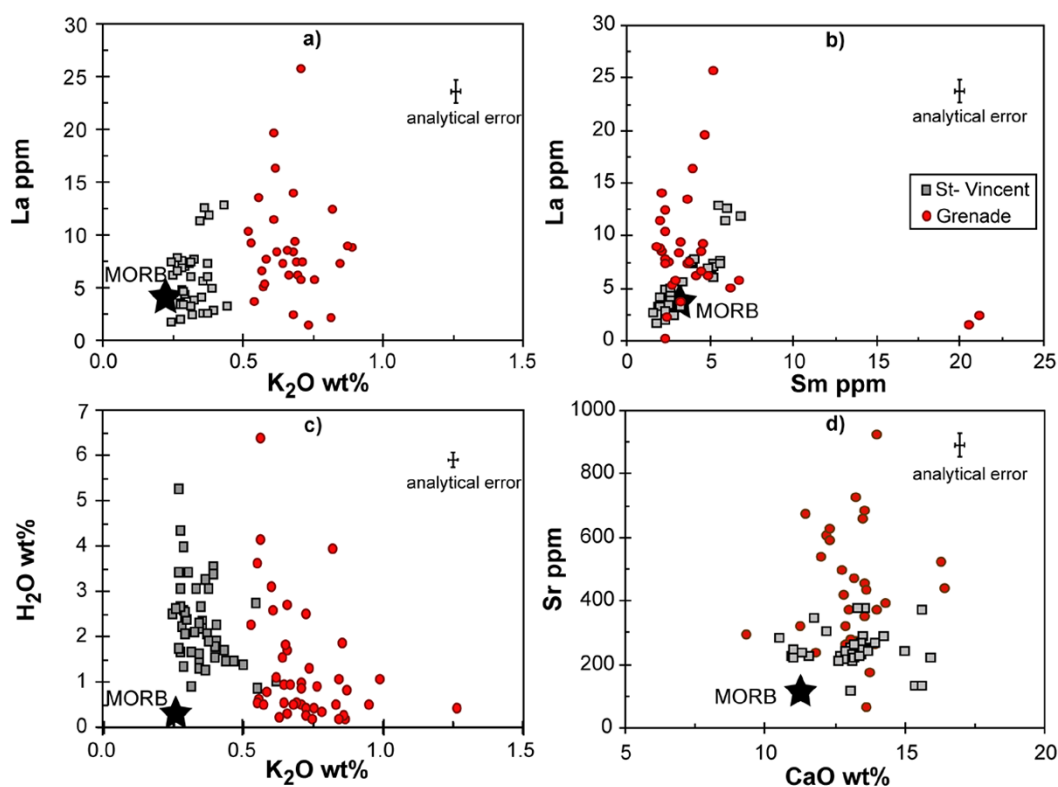 a)
30
25
20
15
10
5
0
La ppm
analytical error
MORB
0.0
0.5
1.0
1.5
K2O wt%
b)
30
25
20
15
10
5
0
La ppm
analytical error
St- Vincent
Grenade
MORB
0
5
10
15
20
25
Sm ppm
c)
7
6
5
4
3
2
1
0
H2O wt%
analytical error
MORB
0.0
0.5
1.0
1.5
K2O wt%
d)
1000
800
600
400
200
0
Sr ppm
analytical error
MORB
5
10
15
20
CaO wt%